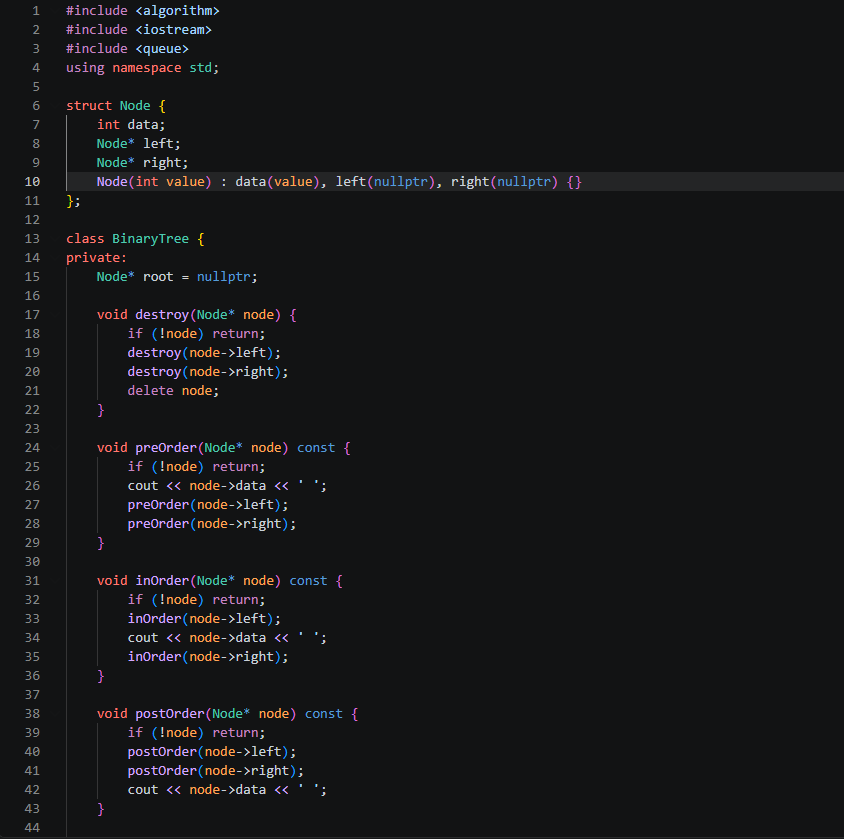 1 #include <algorithm>
2 #include <iostream>
3 #include <queue>
4 using namespace std;
5
6 struct Node {
7     int data;
8     Node* left;
9     Node* right;
10     Node(int value) : data(value), left(nullptr), right(nullptr) {}
11 };
12
13 class BinaryTree {
14 private:
15     Node* root = nullptr;
16
17     void destroy(Node* node) {
18         if (!node) return;
19         destroy(node->left);
20         destroy(node->right);
21         delete node;
22     }
23
24     void preOrder(Node* node) const {
25         if (!node) return;
26         cout << node->data << ' ';
27         preOrder(node->left);
28         preOrder(node->right);
29     }
30
31     void inOrder(Node* node) const {
32         if (!node) return;
33         inOrder(node->left);
34         cout << node->data << ' ';
35         inOrder(node->right);
36     }
37
38     void postOrder(Node* node) const {
39         if (!node) return;
40         postOrder(node->left);
41         postOrder(node->right);
42         cout << node->data << ' ';
43     }
44